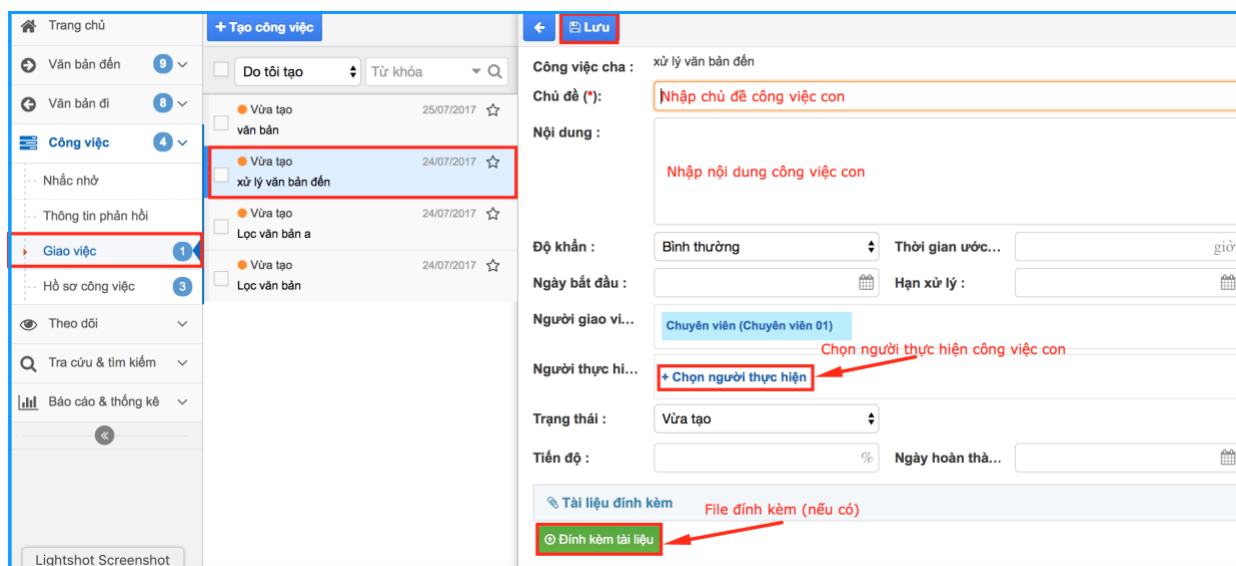 Trang chủ
Văn bản đến 9
Văn bản đi 8
Công việc 4
Nhắc nhở
Thông tin phản hồi
Giao việc 1
Hồ sơ công việc 3
Theo dõi
Tra cứu & tìm kiếm
Báo cáo & thống kê
Lightshot Screenshot
+ Tạo công việc
Do tôi tạo Từ khóa
Vừa tạo 25/07/2017
văn bản
Vừa tạo 24/07/2017
xử lý văn bản đến
Vừa tạo 24/07/2017
Lọc văn bản a
Vừa tạo 24/07/2017
Lọc văn bản
Lưu
Công việc cha : xử lý văn bản đến
Chủ đề (*): Nhập chủ đề công việc con
Nội dung :
Nhập nội dung công việc con
Độ khẩn : Bình thường Thời gian ước... giờ
Ngày bắt đầu : Hạn xử lý :
Người giao vi... Chuyên viên (Chuyên viên 01)
Chọn người thực hiện công việc con
Người thực hi... + Chọn người thực hiện
Trạng thái : Vừa tạo
Tiến độ : % Ngày hoàn thà...
Tài liệu đính kèm
File đính kèm (nếu có)
Đính kèm tài liệu